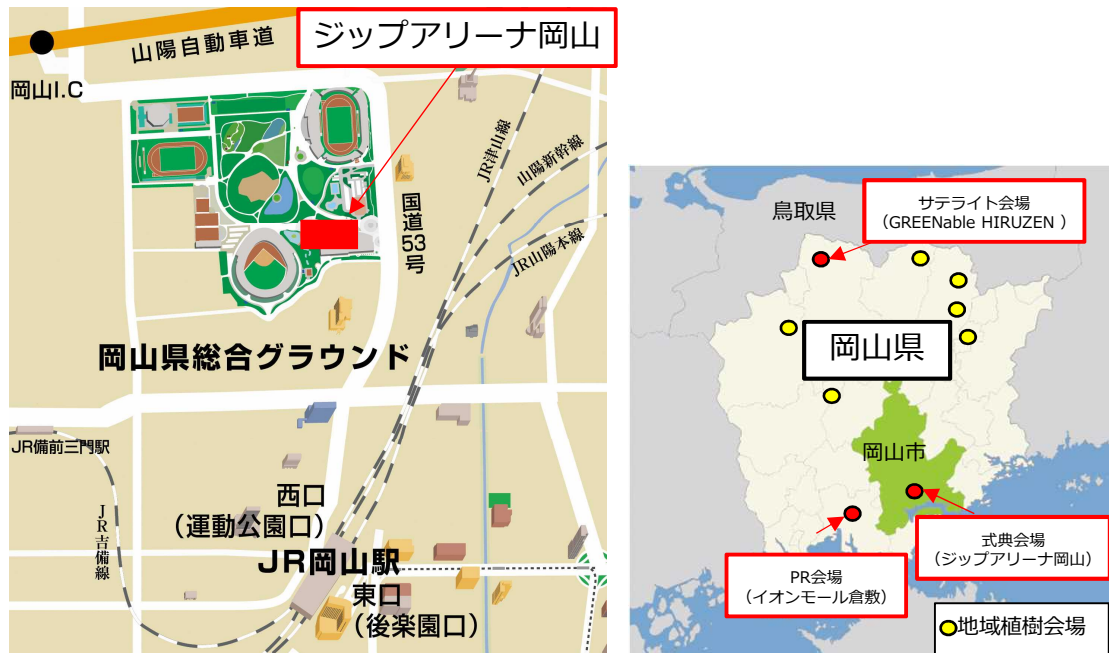 ジップアリーナ岡山
山陽自動車道
岡山I.C
JR津山線
山陽新幹線
国道53号
JR山陽本線
岡山県総合グラウンド
JR備前三門駅
JR吉備線
西口
(運動公園口)
JR岡山駅
東口
(後楽園口)
サテライト会場
(GREENable HIRUZEN )
鳥取県
岡山県
岡山市
式典会場
(ジップアリーナ岡山)
PR会場
(イオンモール倉敷)
地域植樹会場